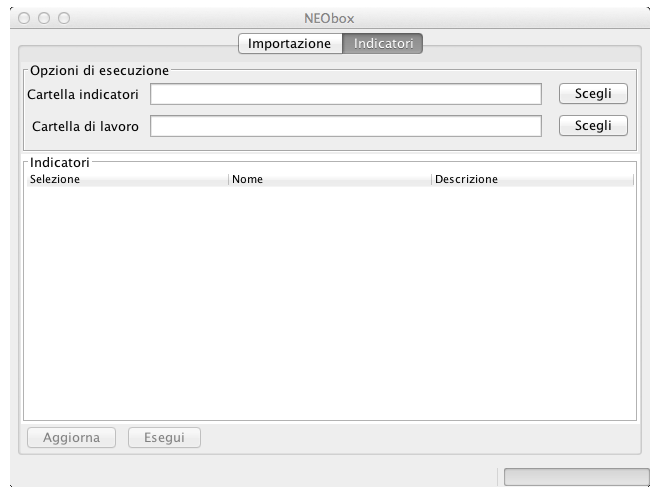 NEObox
Importazione Indicatori
Opzioni di esecuzione
Cartella indicatori Scegli
Cartella di lavoro Scegli
Indicatori
Selezione Nome Descrizione
Aggiorna Esegui